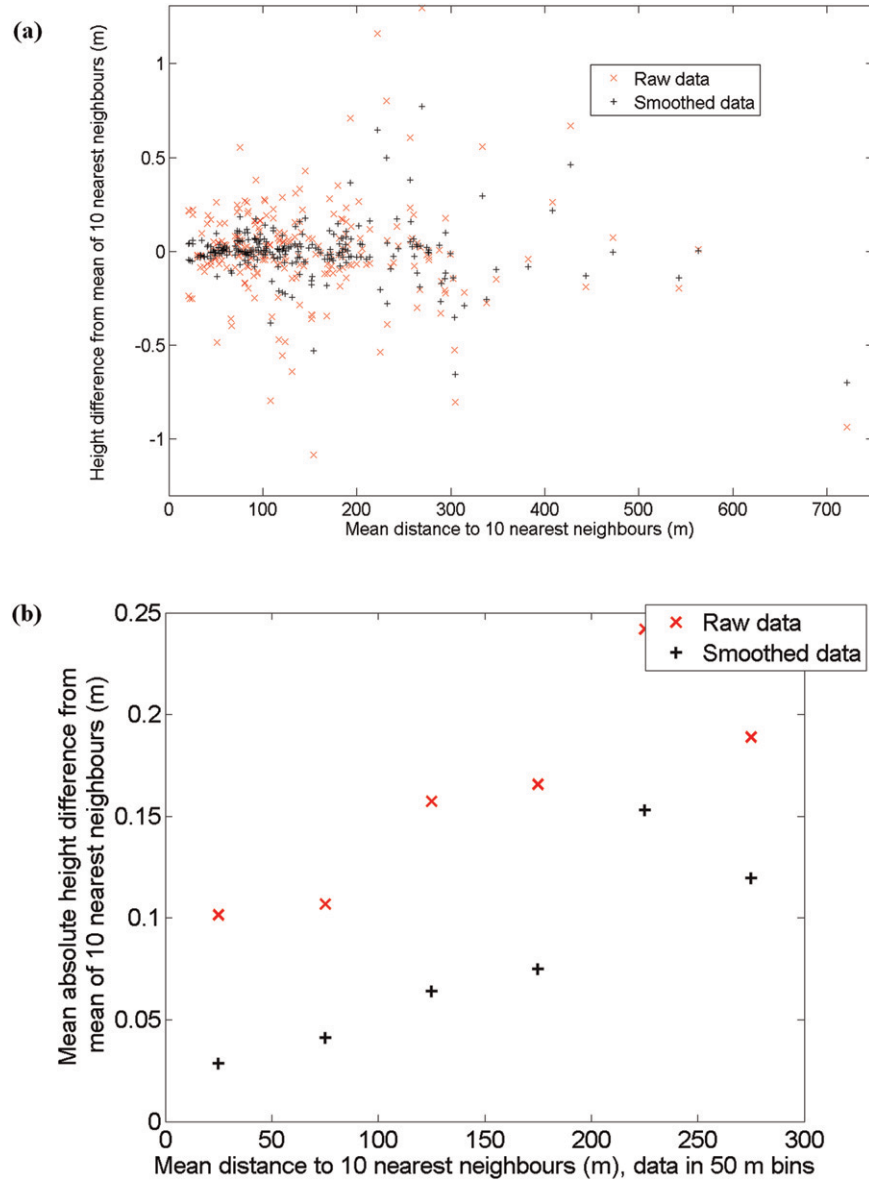 (a)
Height difference from mean of 10 nearest neighbours (m)
1
0.5
0
-0.5
-1
Raw data
Smoothed data
0 100 200 300 400 500 600 700
Mean distance to 10 nearest neighbours (m)
(b)
Mean absolute height difference from
mean of 10 nearest neighbours (m)
0.25
0.2
0.15
0.1
0.05
0
Raw data
Smoothed data
0 50 100 150 200 250 300
Mean distance to 10 nearest neighbours (m), data in 50 m bins